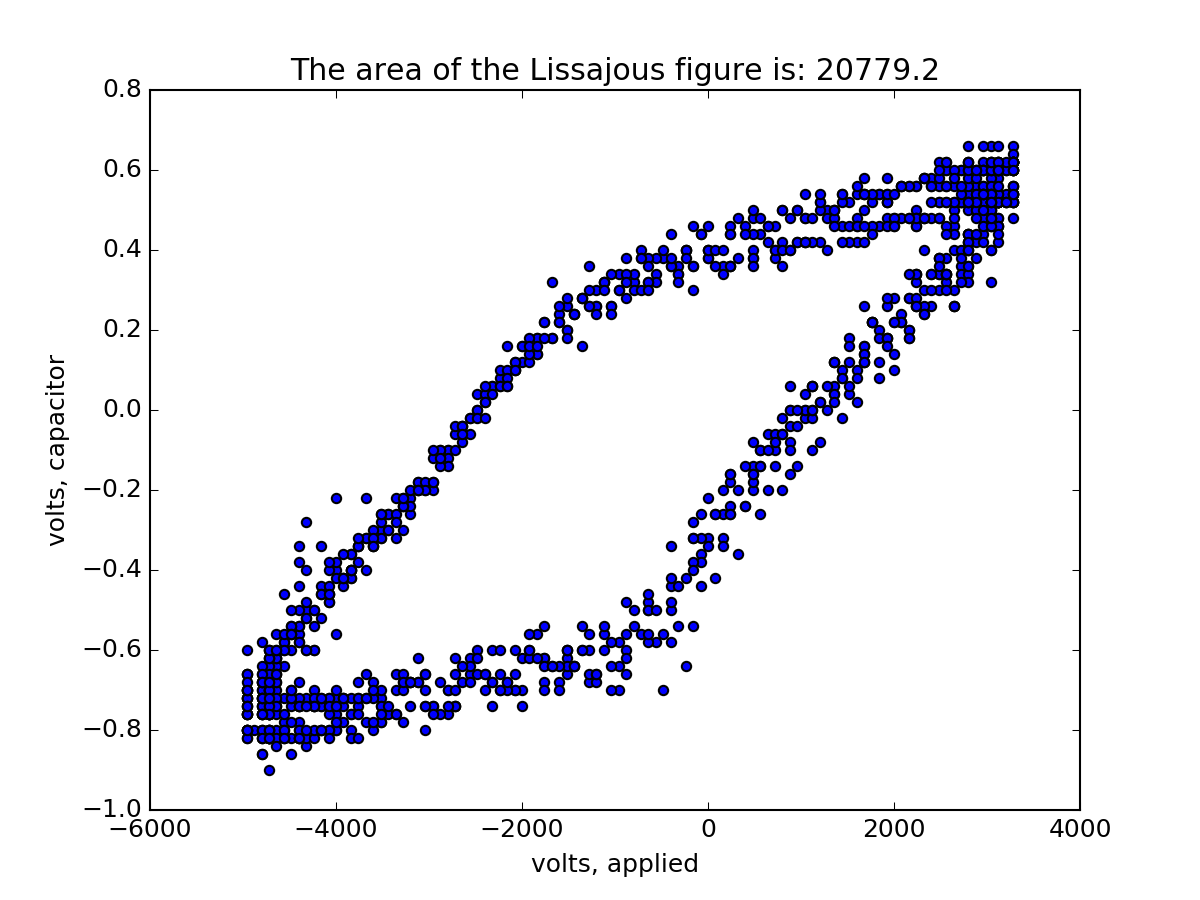 The area of the Lissajous figure is: 20779.2
0.8
0.6
0.4
0.2
0.0
−0.2
−0.4
−0.6
−0.8
−1.0
volts, capacitor
−6000 −4000 −2000 0 2000 4000
volts, applied